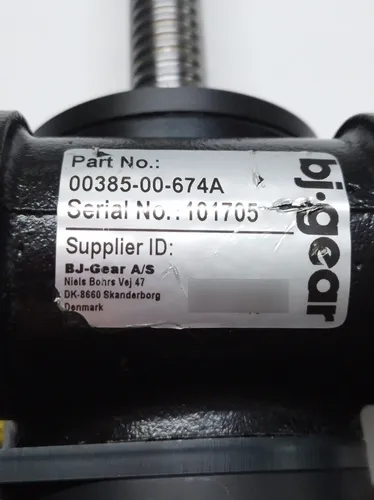 Part No.:
00385-00-674A
Serial No.: 101705
Supplier ID:
BJ-Gear A/S
Niels Bohrs Vej 47
DK-8660 Skanderborg
Denmark
bj-gear